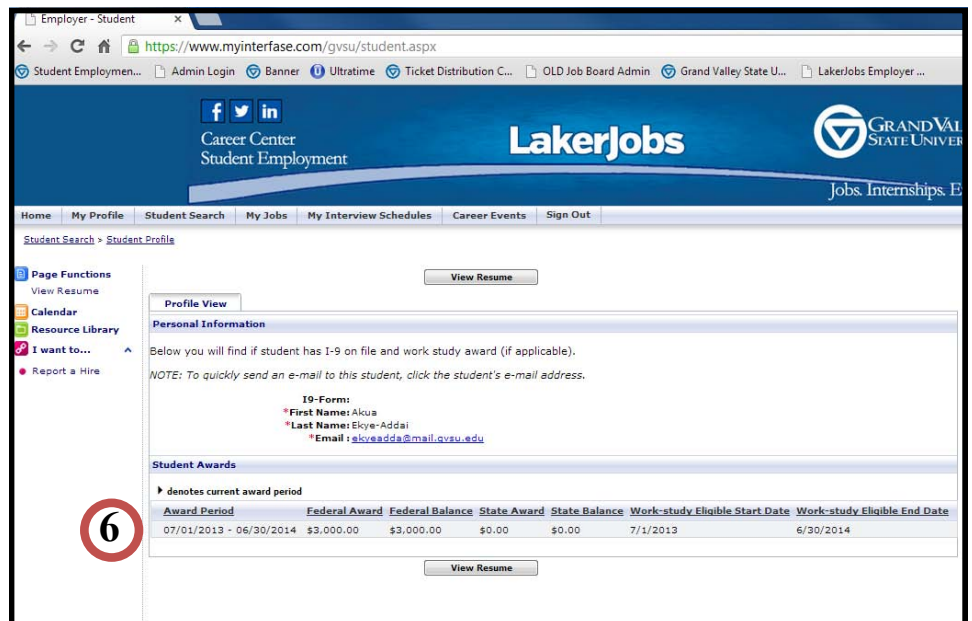 Employer - Student ×
https://www.myinterfase.com/gvsu/student.aspx
Student Employmen... Admin Login Banner Ultratime Ticket Distribution C... OLD Job Board Admin Grand Valley State U... LakerJobs Employer ...
f in
Career Center
Student Employment
LakerJobs
GRAND VAL
STATE UNIVER
Jobs. Internships. E
Home My Profile Student Search My Jobs My Interview Schedules Career Events Sign Out
Student Search > Student Profile
Page Functions
View Resume
Calendar
Resource Library
I want to...
Report a Hire
View Resume
Profile View
Personal Information
Below you will find if student has I-9 on file and work study award (if applicable).
NOTE: To quickly send an e-mail to this student, click the student's e-mail address.
I9-Form:
*First Name: Akua
*Last Name: Ekye-Addai
*Email : ekyeadda@mail.gvsu.edu
Student Awards
denotes current award period
Award Period Federal Award Federal Balance State Award State Balance Work-study Eligible Start Date Work-study Eligible End Date
07/01/2013 - 06/30/2014 $3,000.00 $3,000.00 $0.00 $0.00 7/1/2013 6/30/2014
6
View Resume